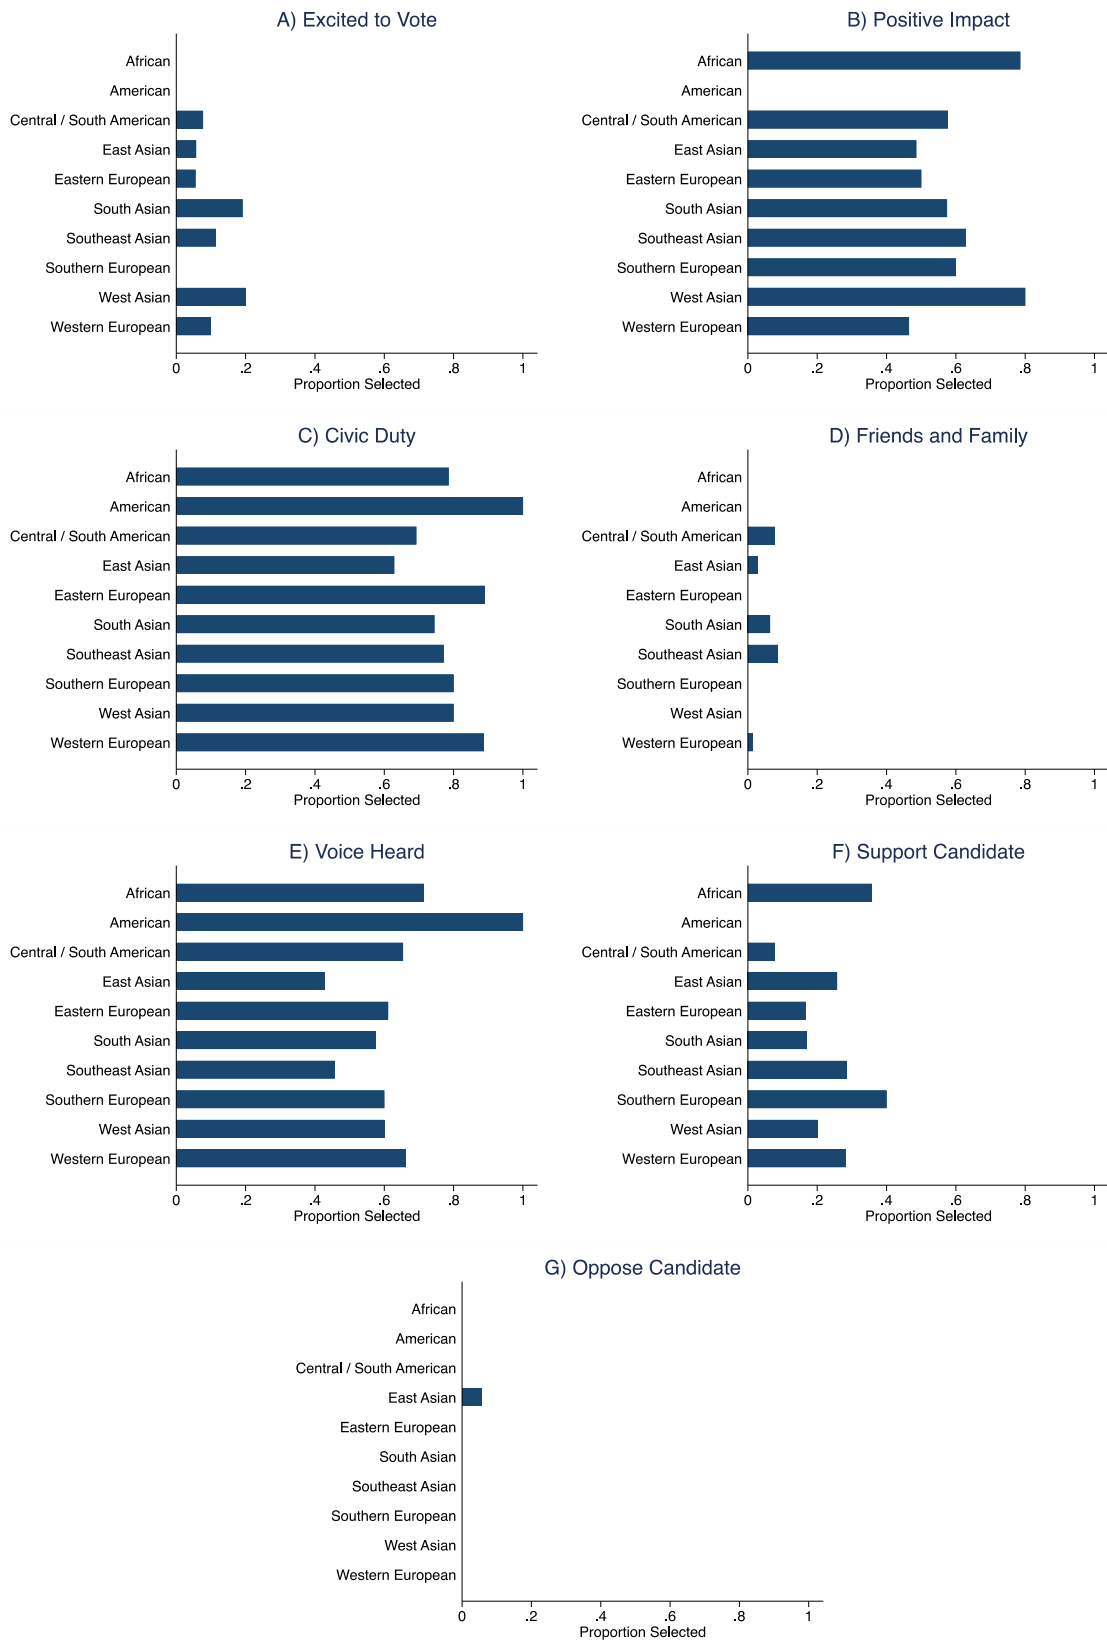 A) Excited to Vote
African
American
Central / South American
East Asian
Eastern European
South Asian
Southeast Asian
Southern European
West Asian
Western European
0 .2 .4 .6 .8 1
Proportion Selected
B) Positive Impact
African
American
Central / South American
East Asian
Eastern European
South Asian
Southeast Asian
Southern European
West Asian
Western European
0 .2 .4 .6 .8 1
Proportion Selected
C) Civic Duty
African
American
Central / South American
East Asian
Eastern European
South Asian
Southeast Asian
Southern European
West Asian
Western European
0 .2 .4 .6 .8 1
Proportion Selected
D) Friends and Family
African
American
Central / South American
East Asian
Eastern European
South Asian
Southeast Asian
Southern European
West Asian
Western European
0 .2 .4 .6 .8 1
Proportion Selected
E) Voice Heard
African
American
Central / South American
East Asian
Eastern European
South Asian
Southeast Asian
Southern European
West Asian
Western European
0 .2 .4 .6 .8 1
Proportion Selected
F) Support Candidate
African
American
Central / South American
East Asian
Eastern European
South Asian
Southeast Asian
Southern European
West Asian
Western European
0 .2 .4 .6 .8 1
Proportion Selected
G) Oppose Candidate
African
American
Central / South American
East Asian
Eastern European
South Asian
Southeast Asian
Southern European
West Asian
Western European
0 .2 .4 .6 .8 1
Proportion Selected